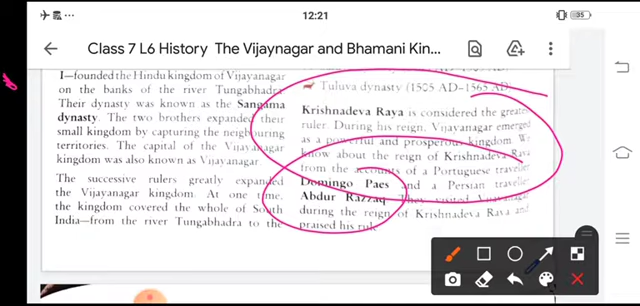 12:21
35
Class 7 L6 History The Vijaynagar and Bhamani Kin...
I—founded the Hindu kingdom of Vijayanagar
on the banks of the river Tungabhadra
Their dynasty was known as the Sangama
dynasty. The two brothers expanded their
small kingdom by capturing the neighbouring
territories. The capital of the Vijayanagar
kingdom was also known as Vijayanagar.
The successive rulers greatly expanded
the Vijayanagar kingdom. At one time,
the kingdom covered the whole of South
India—from the river Tungabhadra to the
Tuluva dynasty (1505 AD–1565 AD)
Krishnadeva Raya is considered the greatest
ruler. During his reign, Vijayanagar emerged
as a powerful and prosperous kingdom. We
know about the reign of Krishnadeva Raya
from the accounts of a Portuguese traveller
Domingo Paes and a Persian traveller
Abdur Razzaq. They visited Vijayanagar
during the reign of Krishnadeva Raya and
praised his rule